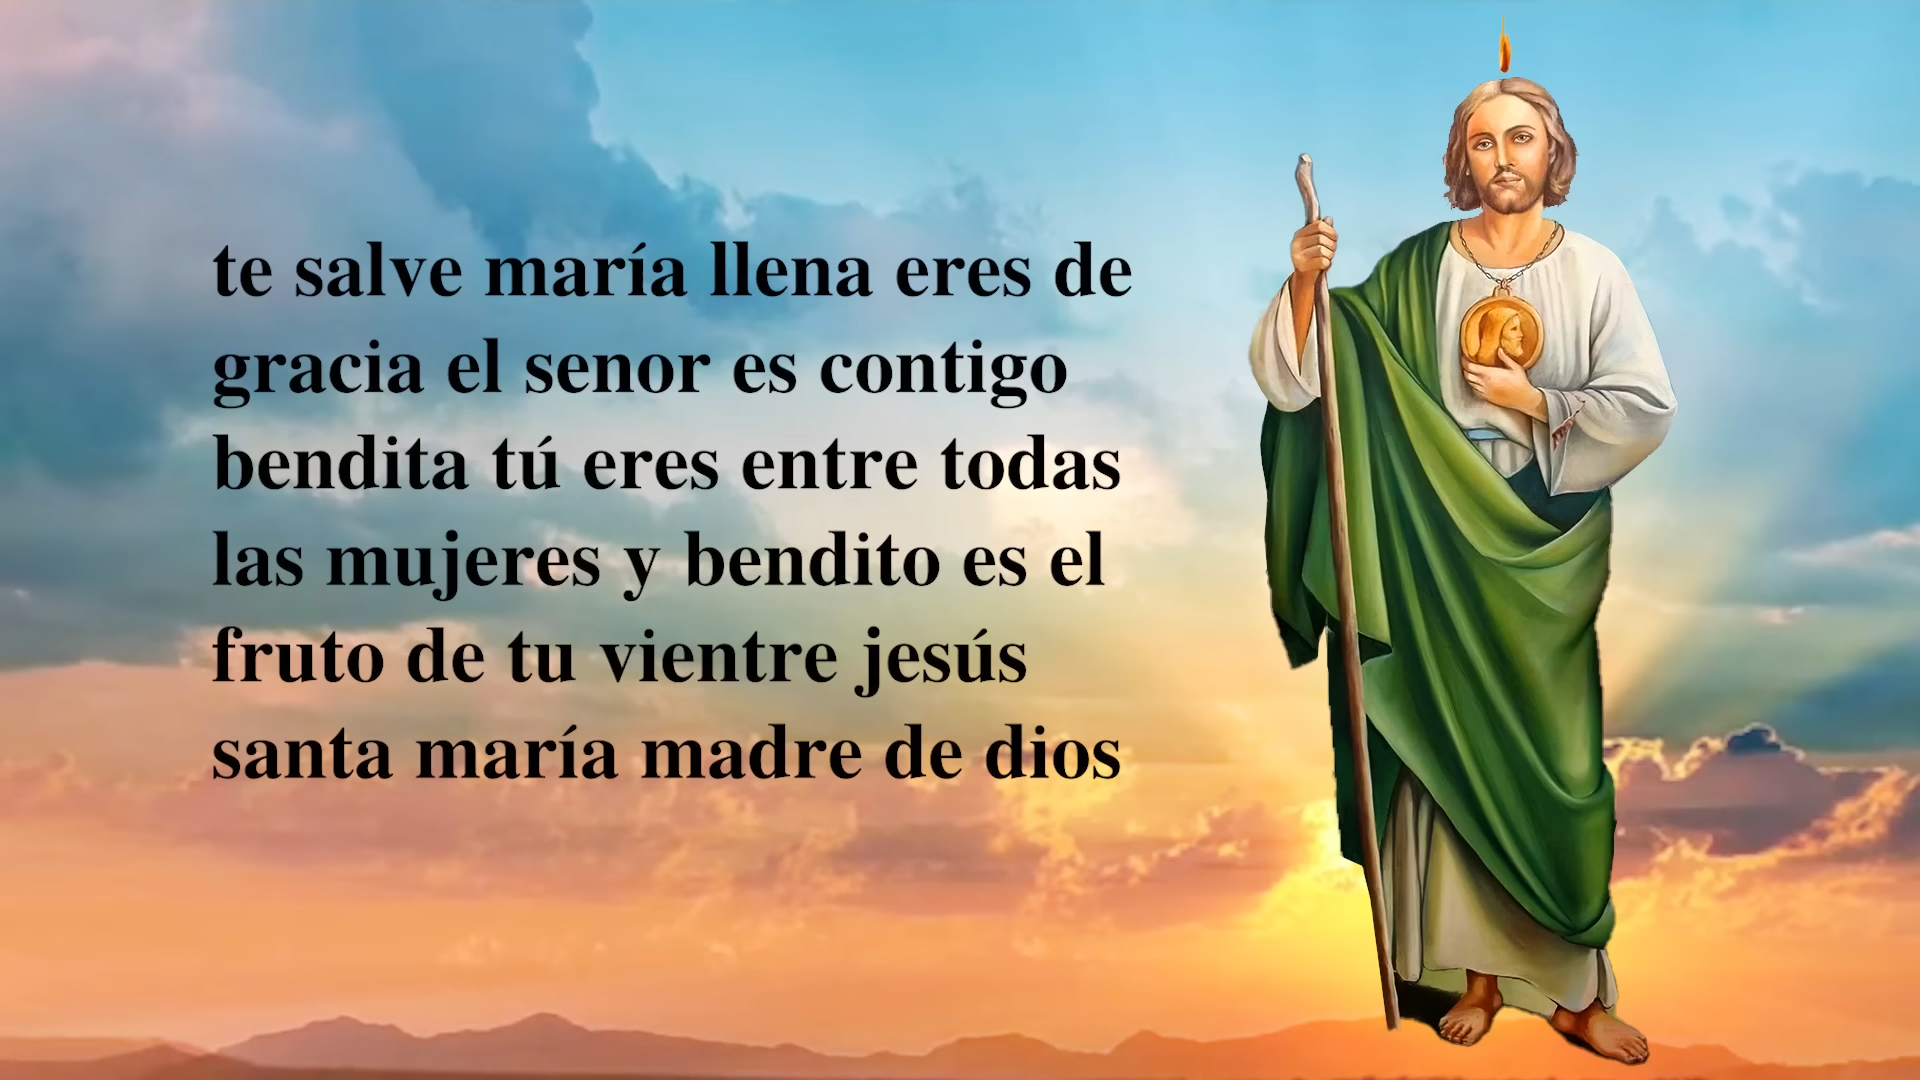 te salve maría llena eres de
gracia el senor es contigo
bendita tú eres entre todas
las mujeres y bendito es el
fruto de tu vientre jesús
santa maría madre de dios